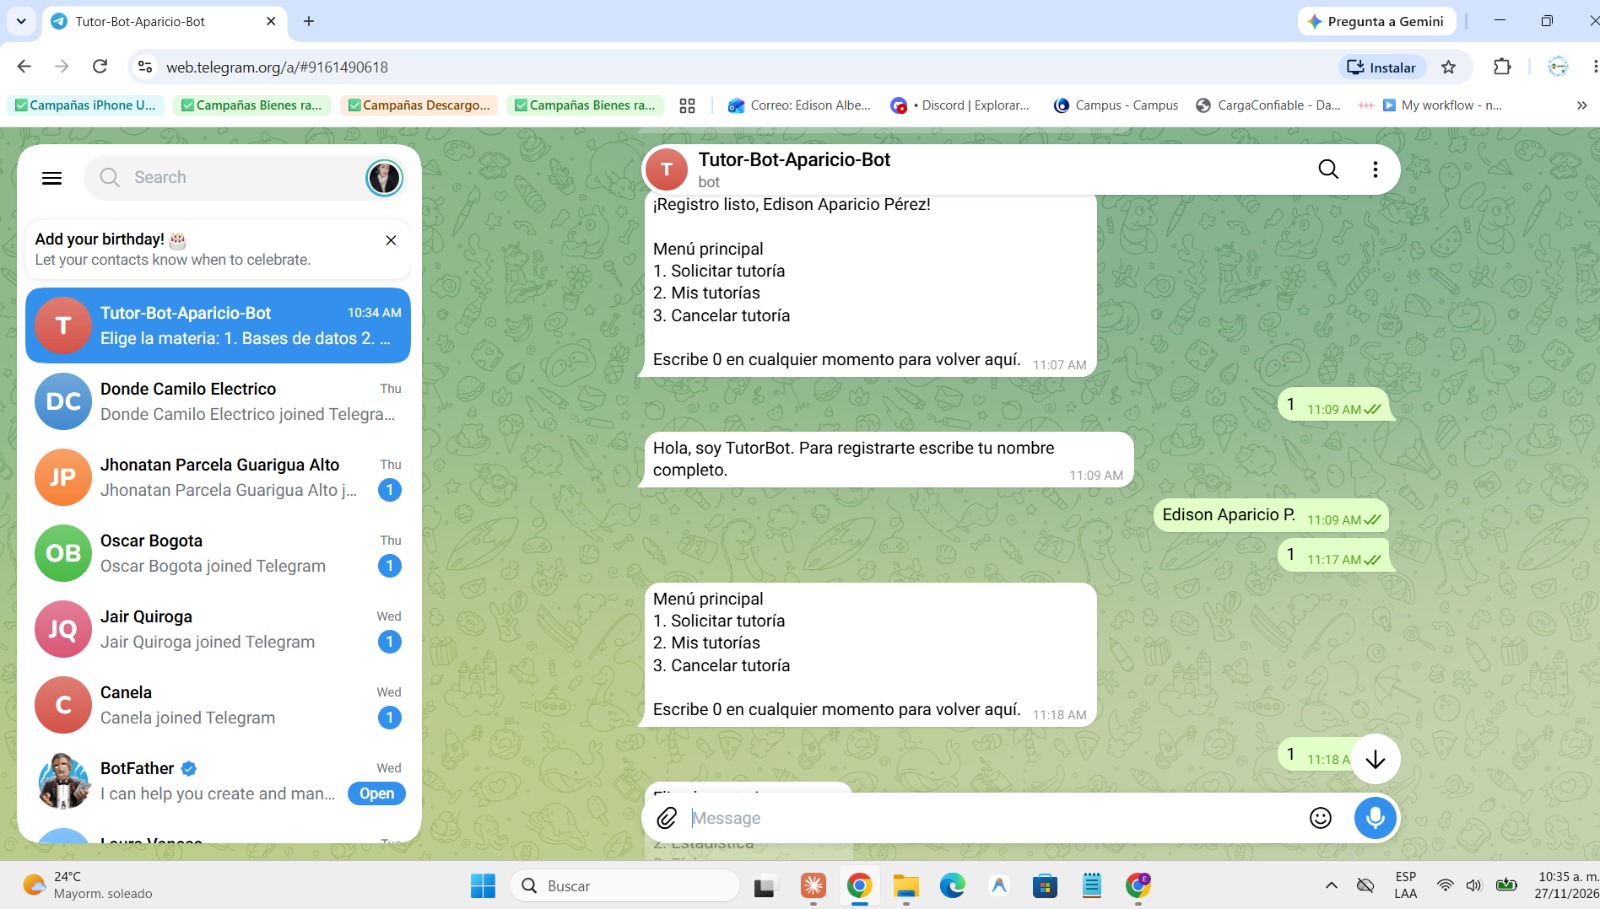 Tutor-Bot-Aparicio-Bot
Pregunta a Gemini
web.telegram.org/a/#9161490618
Instalar
Campañas iPhone U...
Campañas Bienes ra...
Campañas Descargo...
Campañas Bienes ra...
Correo: Edison Albe...
• Discord | Explorar...
Campus - Campus
CargaConfiable - Da...
My workflow - n...
Search
Add your birthday! 🎂
Let your contacts know when to celebrate.
T
Tutor-Bot-Aparicio-Bot
10:34 AM
Elige la materia: 1. Bases de datos 2. ...
DC
Donde Camilo Electrico
Thu
Donde Camilo Electrico joined Telegra...
JP
Jhonatan Parcela Guarigua Alto
Thu
Jhonatan Parcela Guarigua Alto j...
1
OB
Oscar Bogota
Thu
Oscar Bogota joined Telegram
1
JQ
Jair Quiroga
Wed
Jair Quiroga joined Telegram
1
C
Canela
Wed
Canela joined Telegram
1
BotFather
Wed
I can help you create and man...
Open
T
Tutor-Bot-Aparicio-Bot
bot
¡Registro listo, Edison Aparicio Pérez!
Menú principal
1. Solicitar tutoría
2. Mis tutorías
3. Cancelar tutoría
Escribe 0 en cualquier momento para volver aquí.
11:07 AM
1
11:09 AM
Hola, soy TutorBot. Para registrarte escribe tu nombre
completo.
11:09 AM
Edison Aparicio P.
11:09 AM
1
11:17 AM
Menú principal
1. Solicitar tutoría
2. Mis tutorías
3. Cancelar tutoría
Escribe 0 en cualquier momento para volver aquí.
11:18 AM
1
11:18 A
Message
2. Estadística
24°C
Mayorm. soleado
Buscar
ESP
LAA
10:35 a. m.
27/11/2026